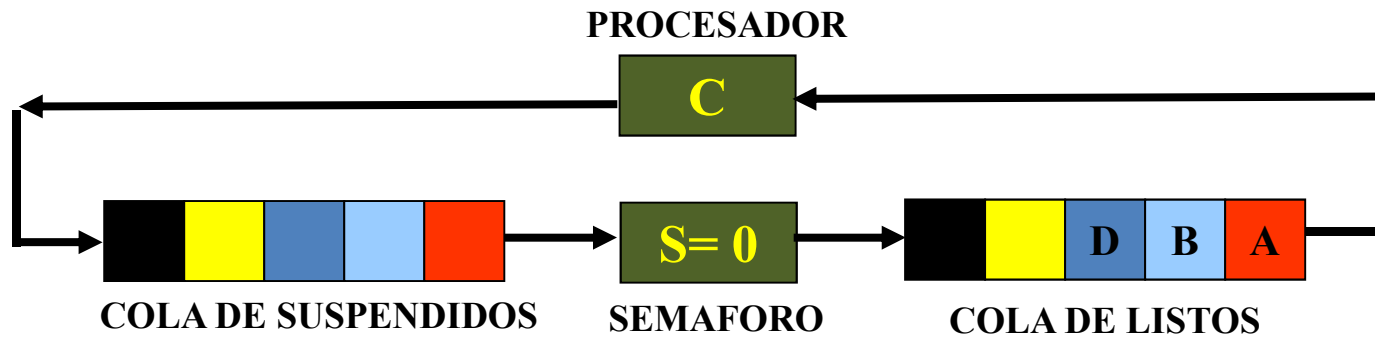 PROCESADOR
C
S= 0
D B A
COLA DE SUSPENDIDOS
SEMAFORO
COLA DE LISTOS